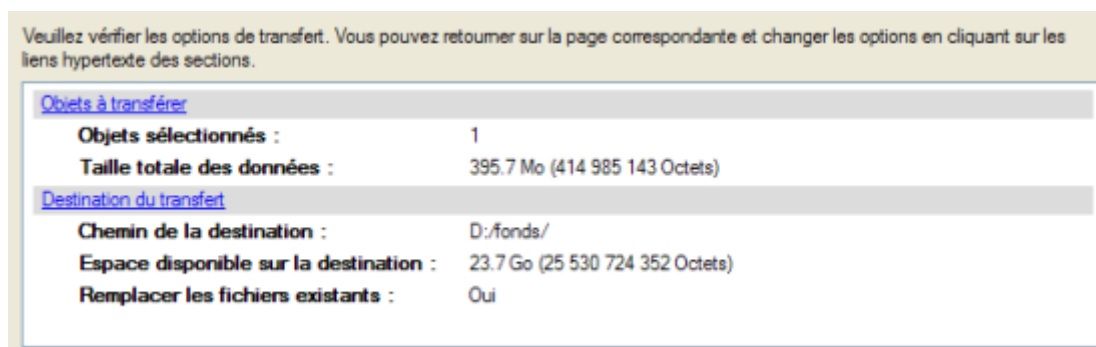 Veuillez vérifier les options de transfert. Vous pouvez retourner sur la page correspondante et changer les options en cliquant sur les
liens hypertexte des sections.
Objets à transférer
Objets sélectionnés : 1
Taille totale des données : 395.7 Mo (414 985 143 Octets)
Destination du transfert
Chemin de la destination : D:/fonds/
Espace disponible sur la destination : 23.7 Go (25 530 724 352 Octets)
Remplacer les fichiers existants : Oui